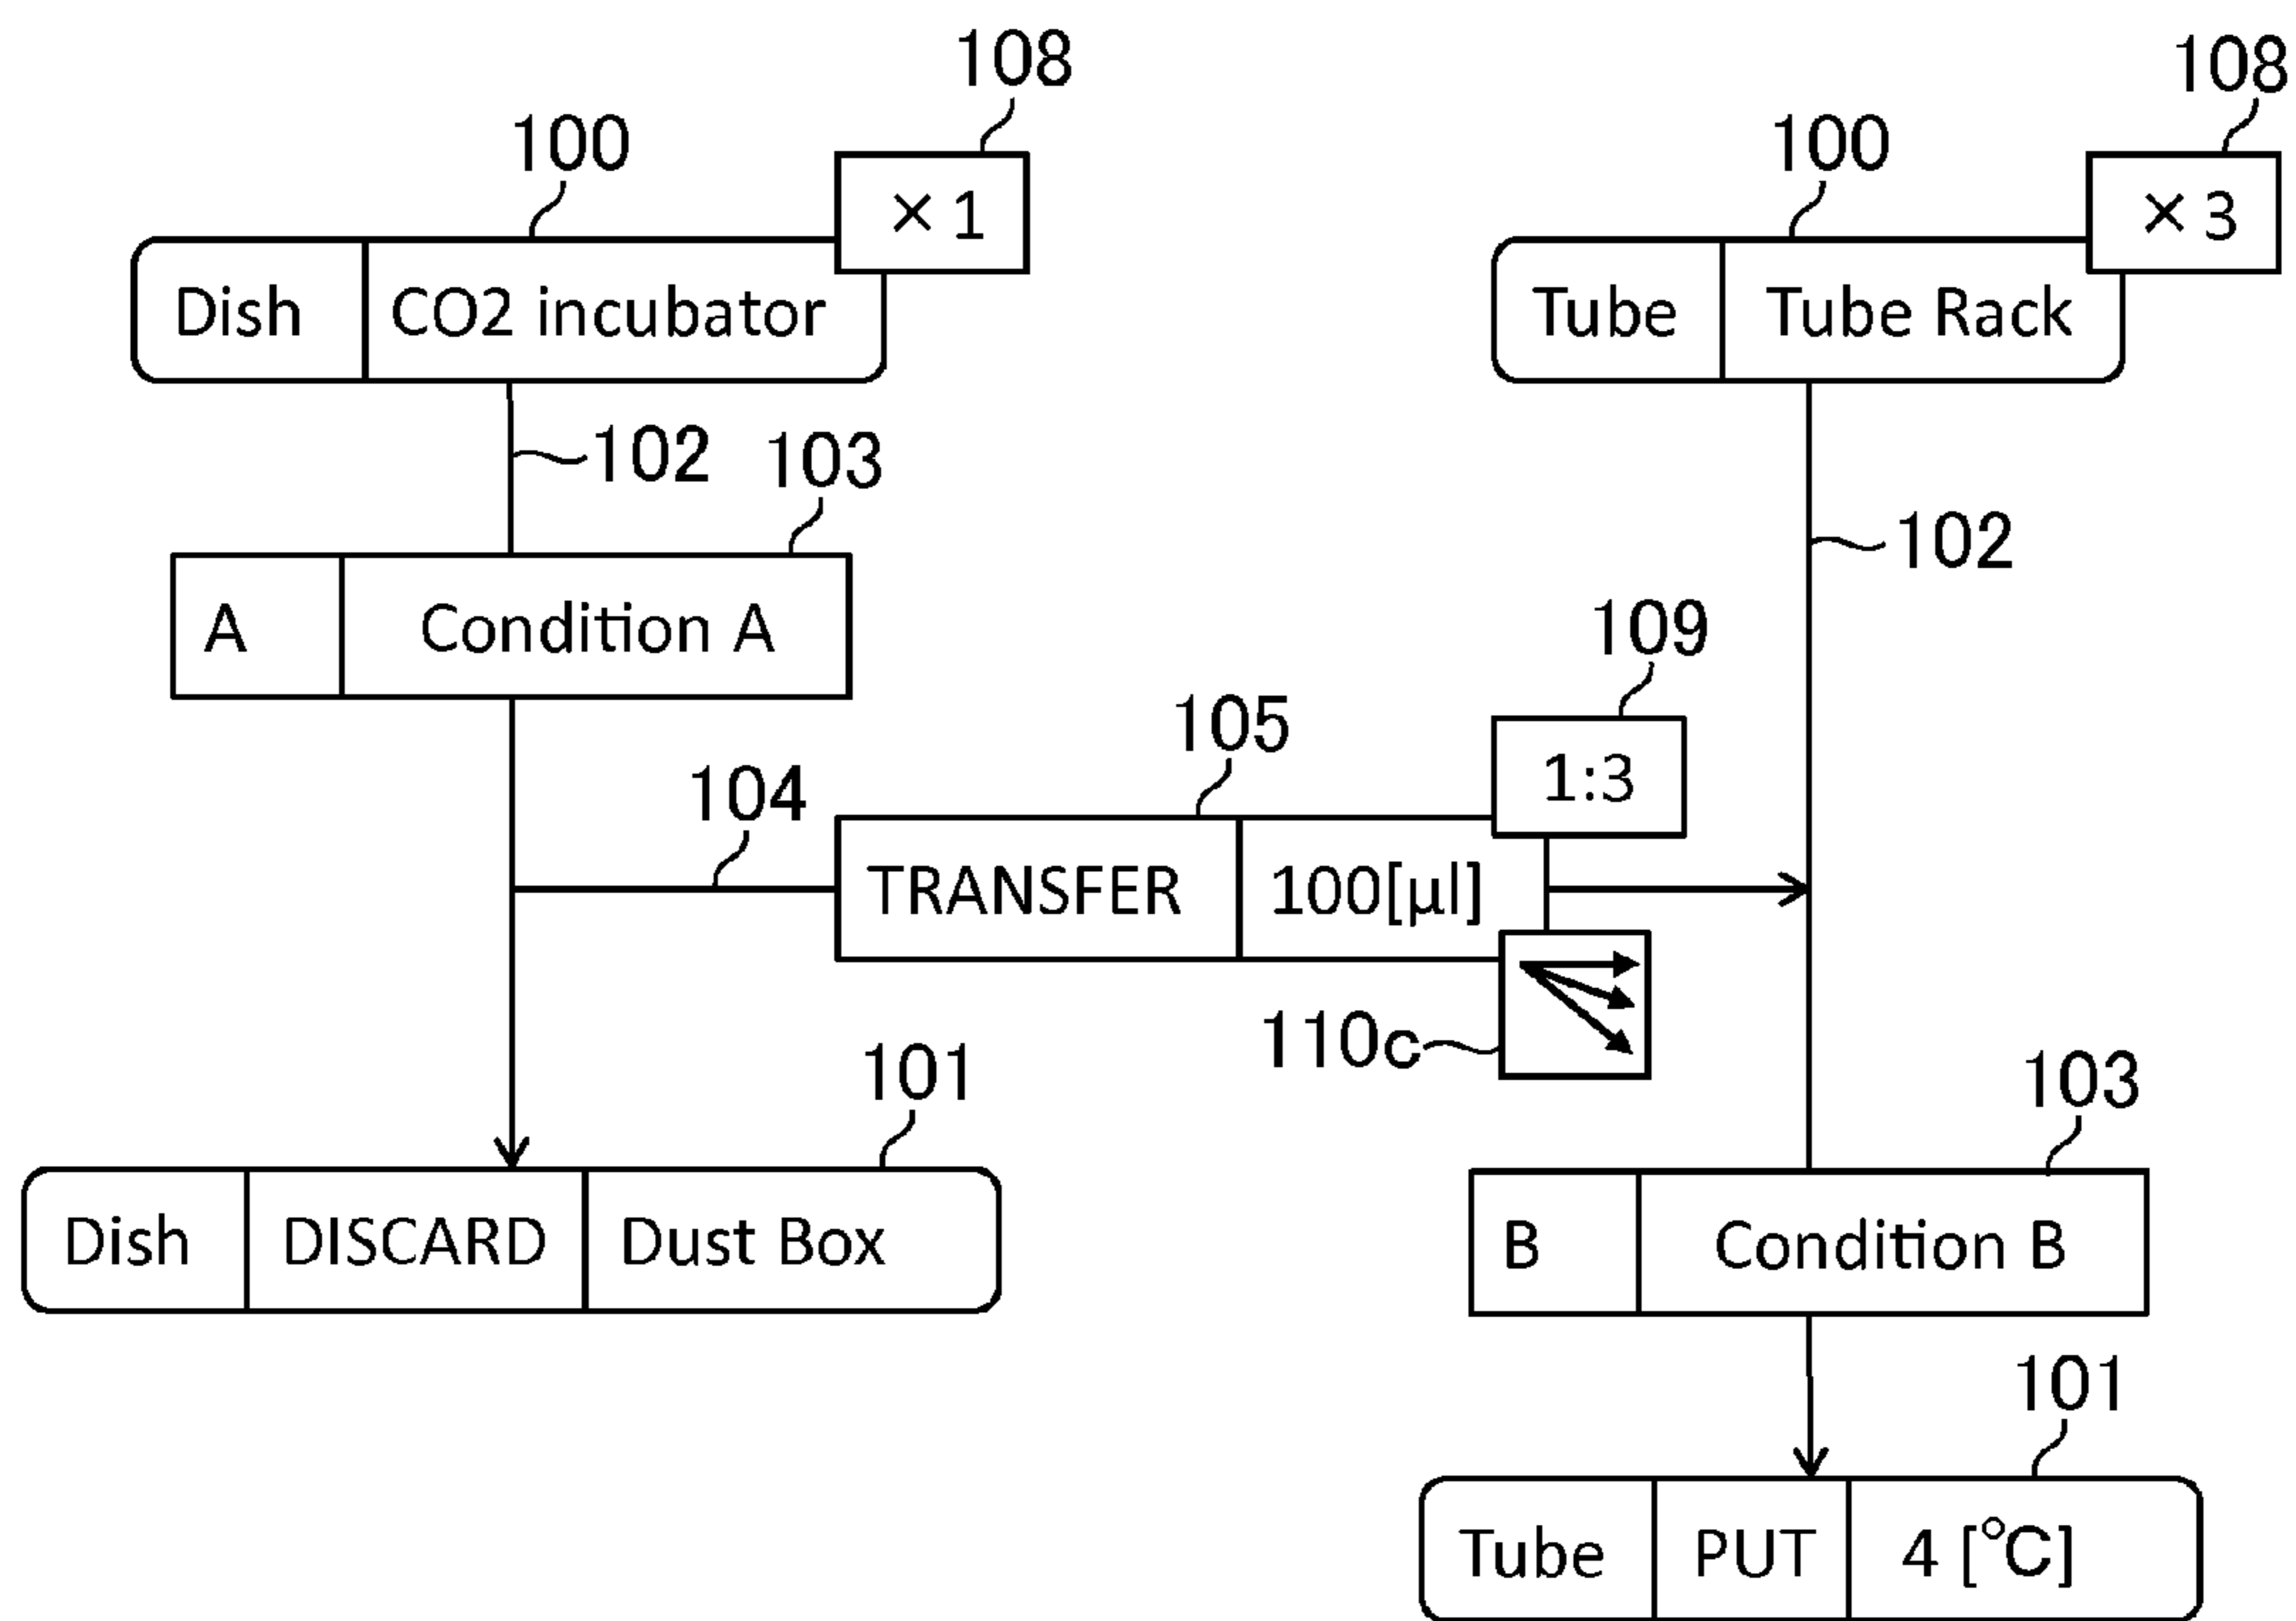 108
108
100
100
× 1
× 3
Dish
CO2 incubator
Tube
Tube Rack
102
103
102
A
Condition A
109
105
1:3
104
TRANSFER
100[µl]
110c
101
103
Dish
DISCARD
Dust Box
B
Condition B
101
Tube
PUT
4 [°C]